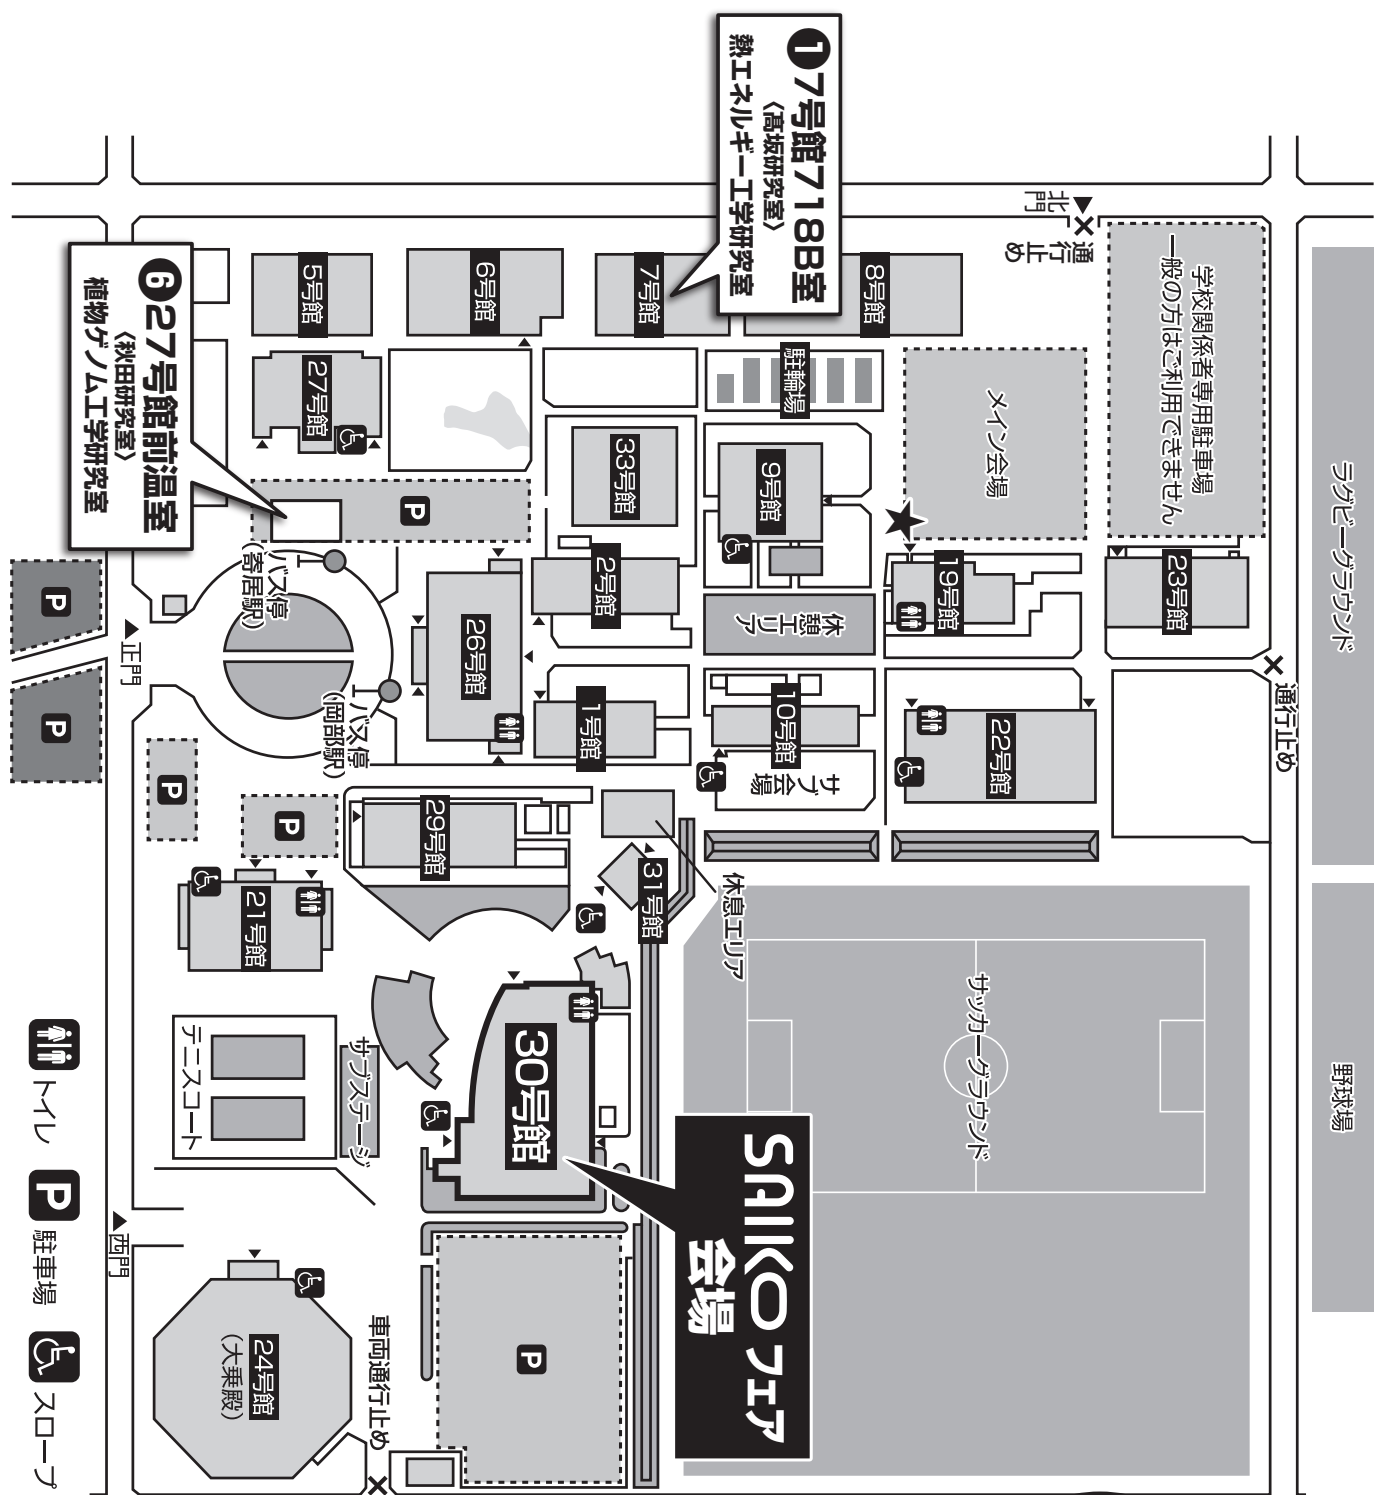 ❶7号館718B室
〈髙坂研究室〉
熱エネルギー工学研究室
❻27号館前温室
〈秋田研究室〉
植物ゲノム工学研究室
SAIKOフェア
会場
北門
通行
止め
学校関係者専用駐車場
一般の方はご利用できません
ラグビーグラウンド
5号館
6号館
7号館
8号館
駐輪場
27号館
33号館
9号館
メイン会場
P
2号館
19号館
23号館
バス停
(寄居駅)
26号館
休憩
エリア
正門
P
P
バス停
(岡部駅)
1号館
10号館
22号館
通行止め
サブ
会場
P
P
29号館
31号館
休息エリア
21号館
サッカーグラウンド
野球場
テニスコート
サブステージ
30号館
西門
24号館
(大乗殿)
車両通行止め
P
トイレ
P 駐車場
スロープ